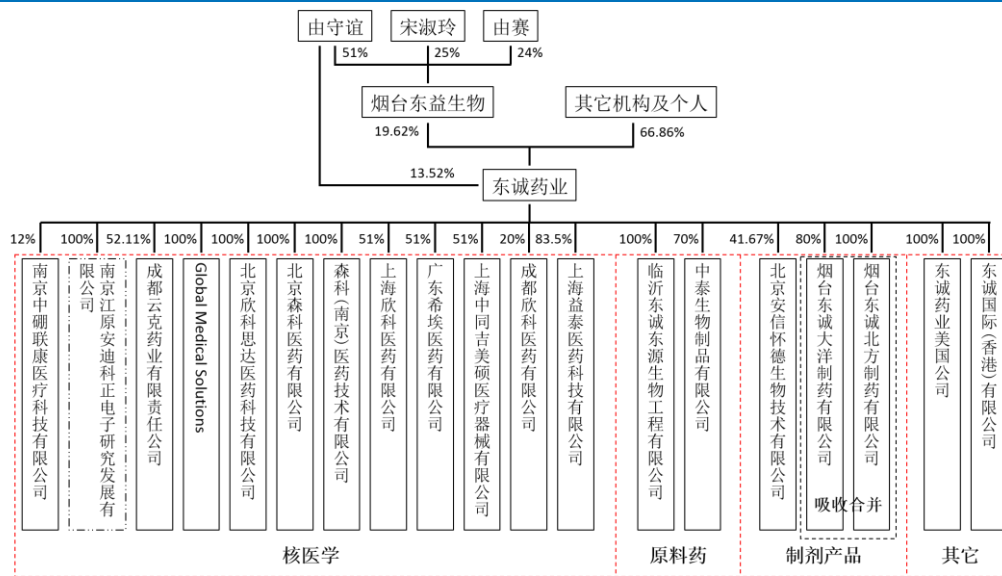 由守谊
宋淑玲
由赛
51%
25%
24%
烟台东益生物
其它机构及个人
19.62%
66.86%
13.52%
东诚药业
12%
100%
52.11%
100%
100%
100%
100%
51%
51%
51%
20%
83.5%
100%
70%
41.67%
80%
100%
100%
100%
南京中硼联康医疗科技有限公司
南京江原安迪科正电子研究发展有
限公司
成都云克药业有限责任公司
Global Medical Solutions
北京欣科思达医药科技有限公司
北京森科医药有限公司
森科(南京)医药技术有限公司
上海欣科医药有限公司
广东希埃医药有限公司
上海中同吉美硕医疗器械有限公司
成都欣科医药有限公司
上海益泰医药科技有限公司
临沂东诚东源生物工程有限公司
中泰生物制品有限公司
北京安信怀德生物技术有限公司
烟台东诚大洋制药有限公司
烟台东诚北方制药有限公司
东诚药业美国公司
东诚国际(香港)有限公司
吸收合并
核医学
原料药
制剂产品
其它